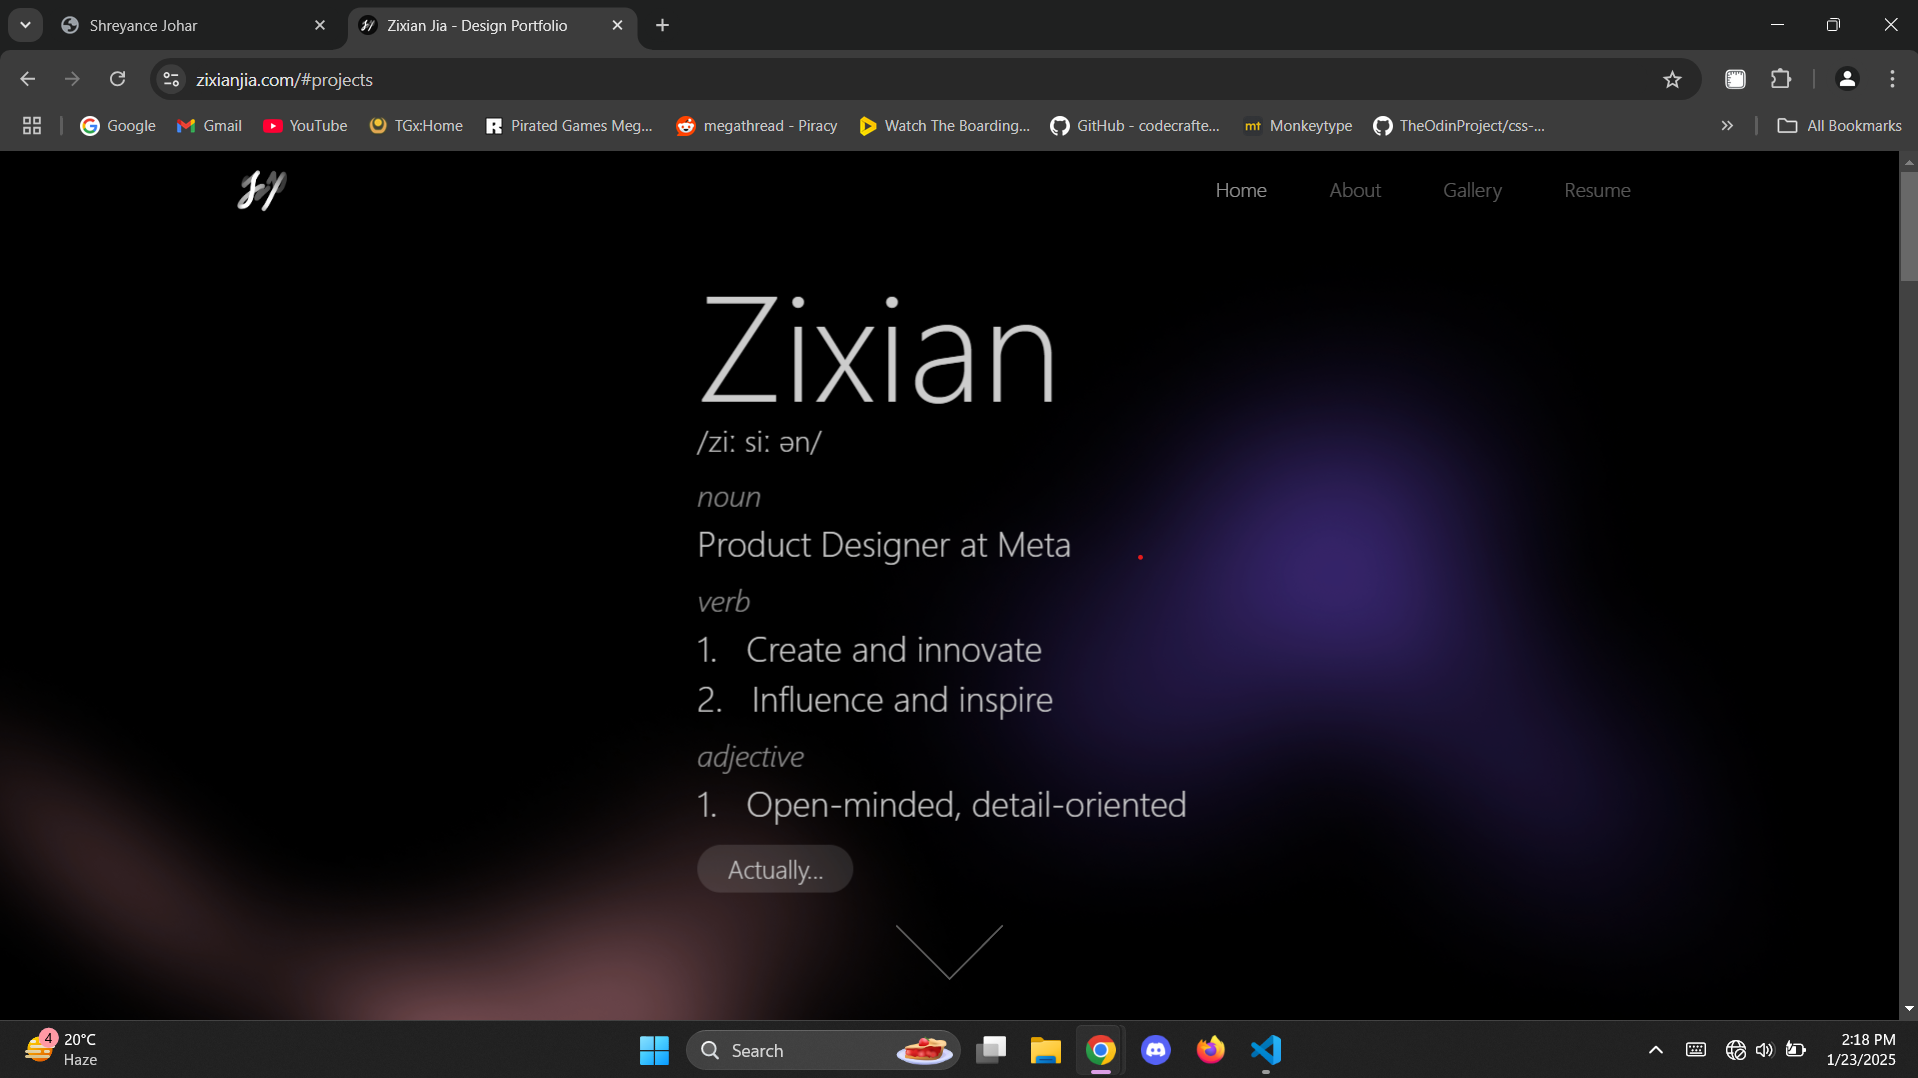 Shreyance Johar
Zixian Jia - Design Portfolio
zixianjia.com/#projects
Google
Gmail
YouTube
TGx:Home
Pirated Games Meg...
megathread - Piracy
Watch The Boarding...
GitHub - codecrafte...
mt Monkeytype
TheOdinProject/css-...
All Bookmarks
Home
About
Gallery
Resume
Zixian
/ziː siː ən/
noun
Product Designer at Meta
verb
1. Create and innovate
2. Influence and inspire
adjective
1. Open-minded, detail-oriented
Actually...
4
20°C
Haze
Search
2:18 PM
1/23/2025